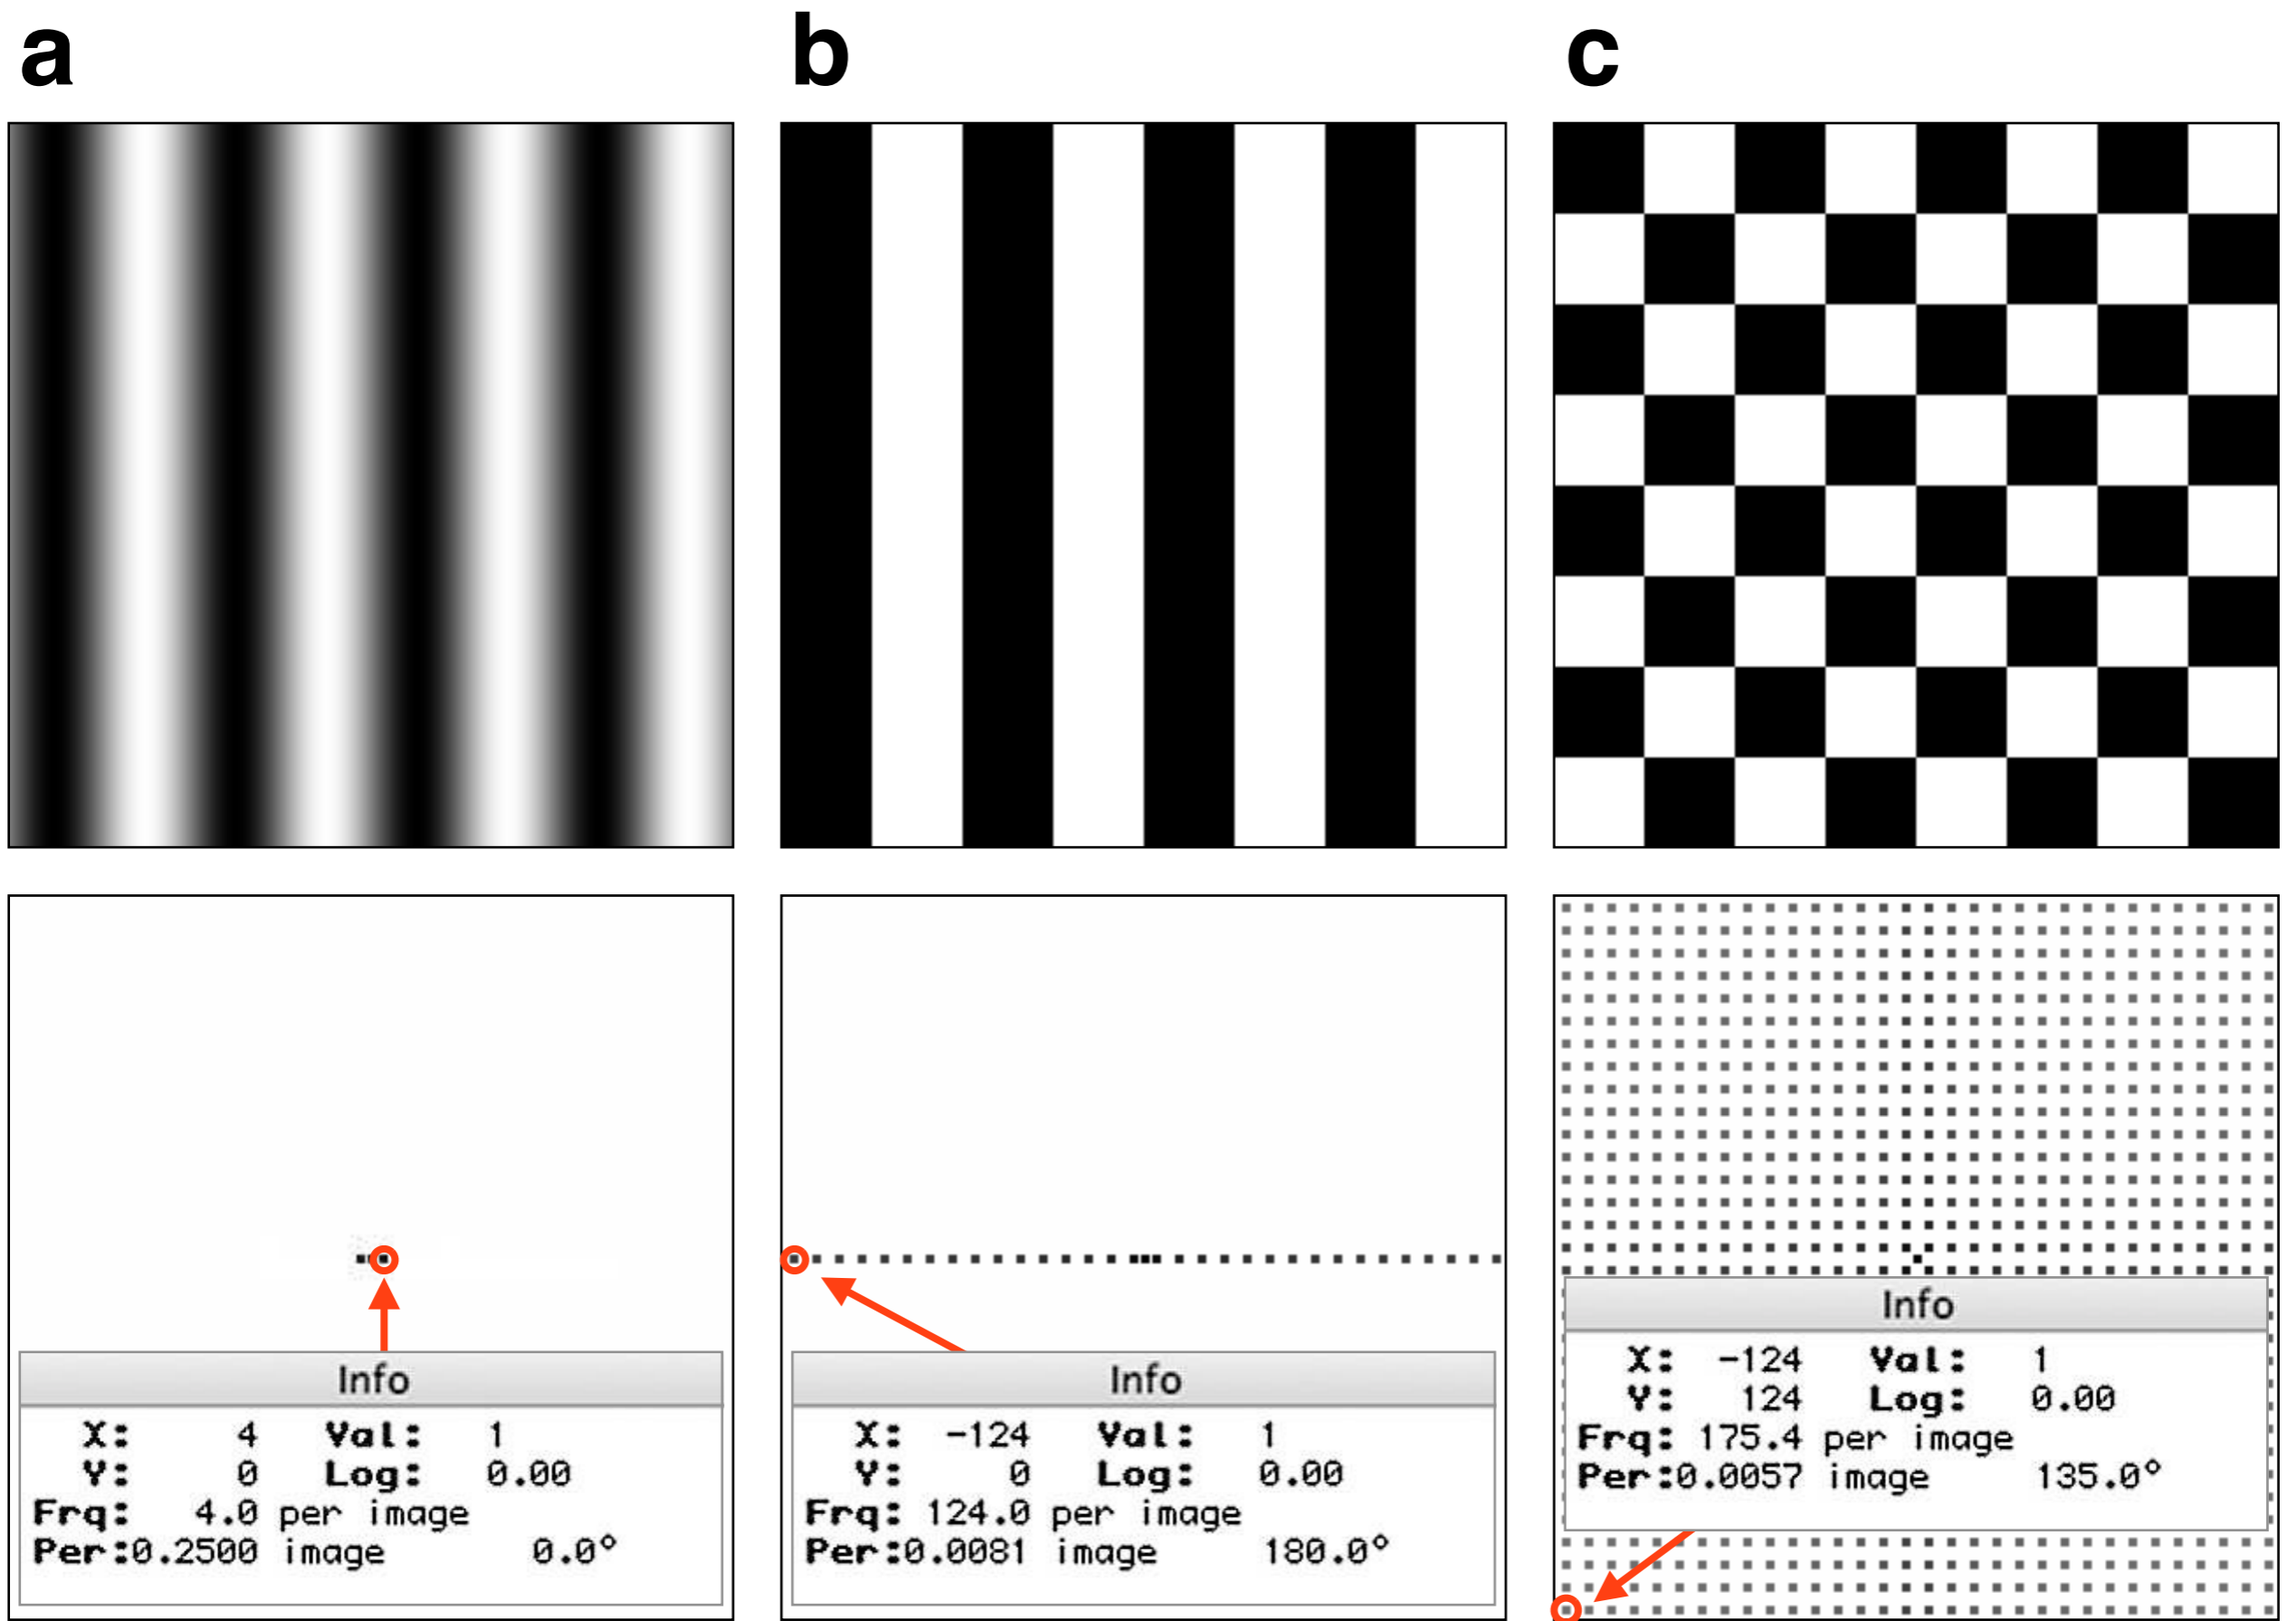 a
b
c
Info
X: 4 Val: 1
Y: 0 Log: 0.00
Frq: 4.0 per image
Per:0.2500 image 0.0°
Info
X: -124 Val: 1
Y: 0 Log: 0.00
Frq: 124.0 per image
Per:0.0081 image 180.0°
Info
X: -124 Val: 1
Y: 124 Log: 0.00
Frq: 175.4 per image
Per:0.0057 image 135.0°